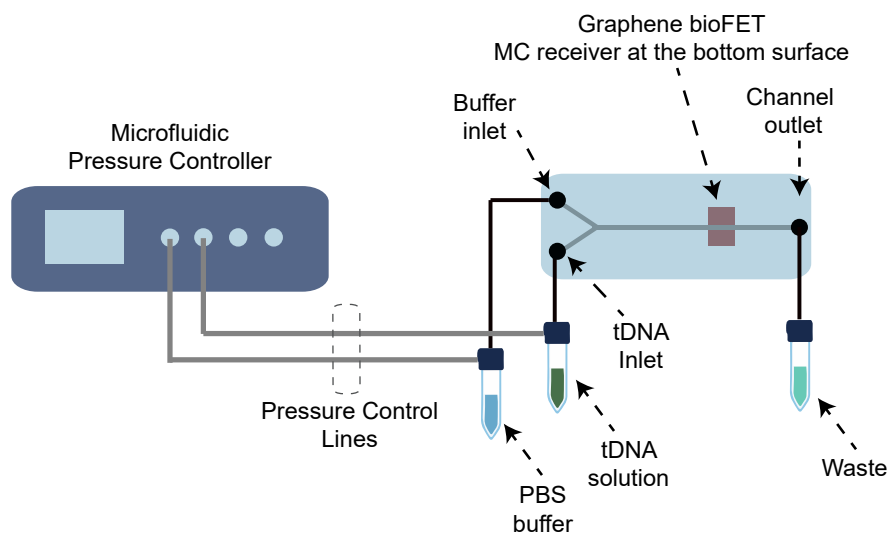 Graphene bioFET
MC receiver at the bottom surface
Buffer
inlet
Channel
outlet
Microfluidic
Pressure Controller
tDNA
Inlet
Pressure Control
Lines
tDNA
solution
Waste
PBS
buffer